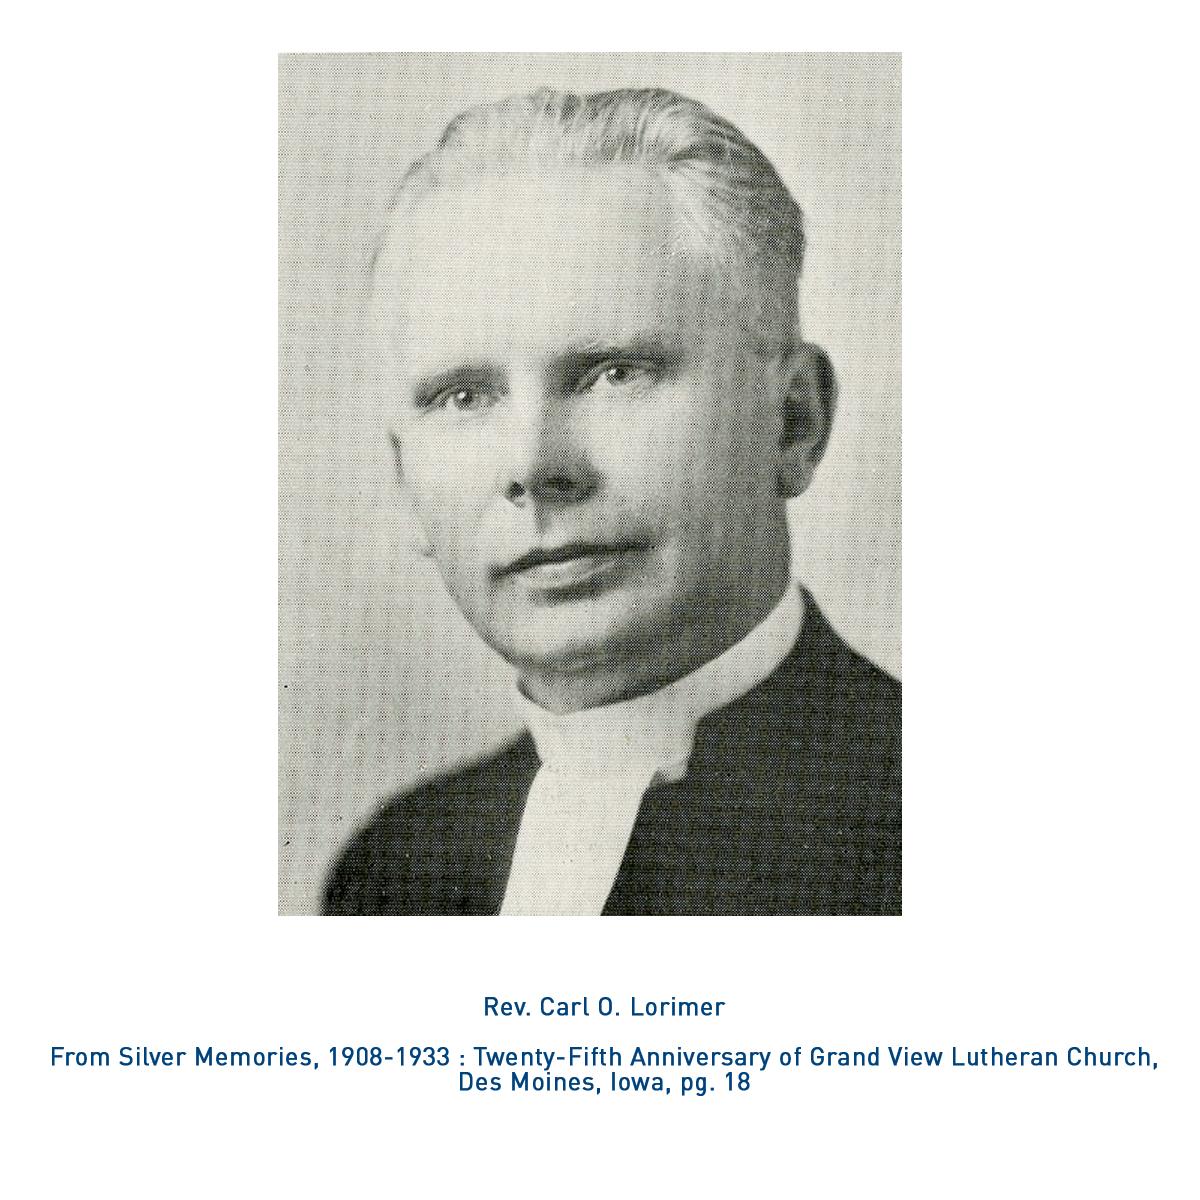 Rev. Carl O. Lorimer
From Silver Memories, 1908-1933 : Twenty-Fifth Anniversary of Grand View Lutheran Church,
Des Moines, Iowa, pg. 18